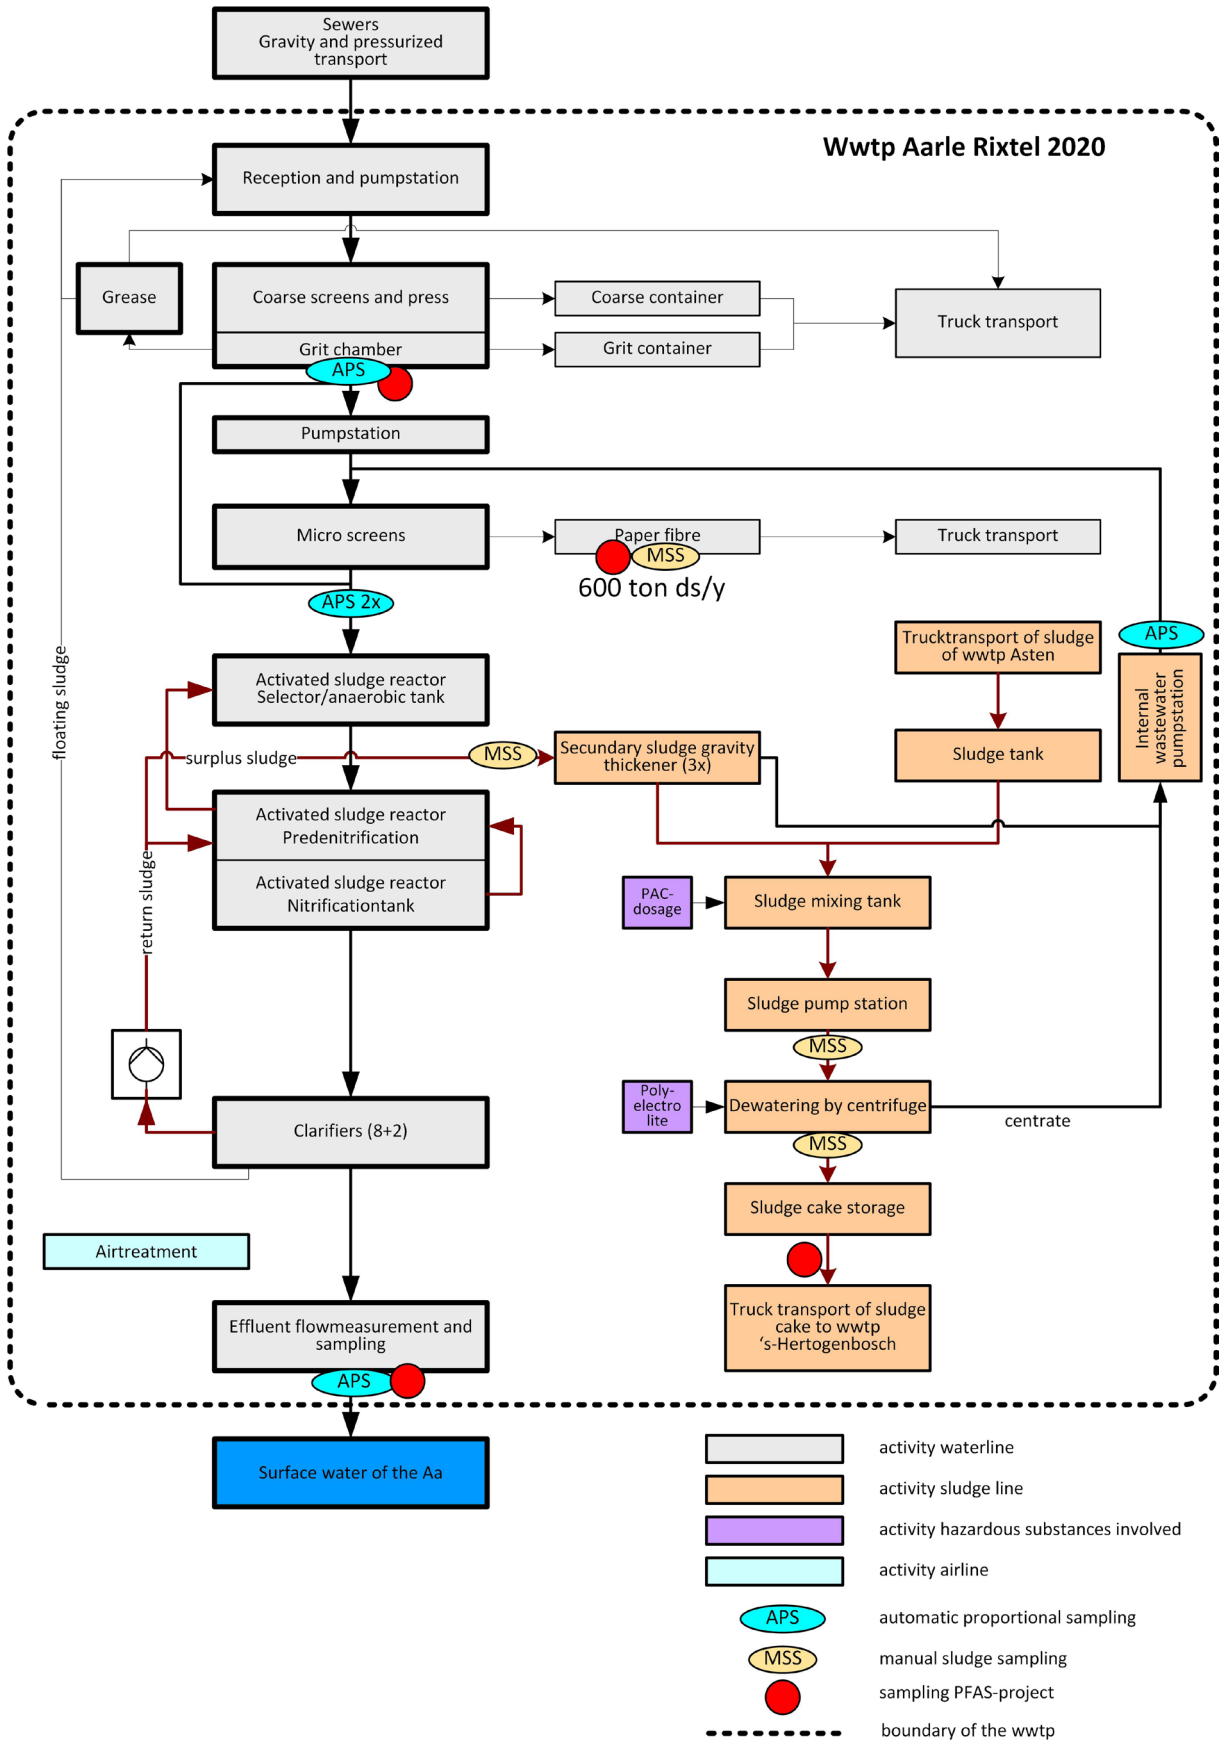 Sewers
Gravity and pressurized
transport
Wwtp Aarle Rixtel 2020
Reception and pumpstation
Grease
Coarse screens and press
Coarse container
Truck transport
Grit chamber
Grit container
APS
Pumpstation
Micro screens
Paper fibre
Truck transport
MSS
600 ton ds/y
APS 2x
Trucktransport of sludge
of wwtp Asten
APS
Internal
wastewater
pumpstation
floating sludge
Activated sludge reactor
Selector/anaerobic tank
surplus sludge
MSS
Secundary sludge gravity
thickener (3x)
Sludge tank
Activated sludge reactor
Predenitrification
Activated sludge reactor
Nitrificationtank
return sludge
PAC-
dosage
Sludge mixing tank
Sludge pump station
MSS
Poly-
electro
lite
Dewatering by centrifuge
centrate
MSS
Clarifiers (8+2)
Sludge cake storage
Airtreatment
Truck transport of sludge
cake to wwtp
‘s-Hertogenbosch
Effluent flowmeasurement and
sampling
APS
Surface water of the Aa
activity waterline
activity sludge line
activity hazardous substances involved
activity airline
APS
automatic proportional sampling
MSS
manual sludge sampling
sampling PFAS-project
boundary of the wwtp